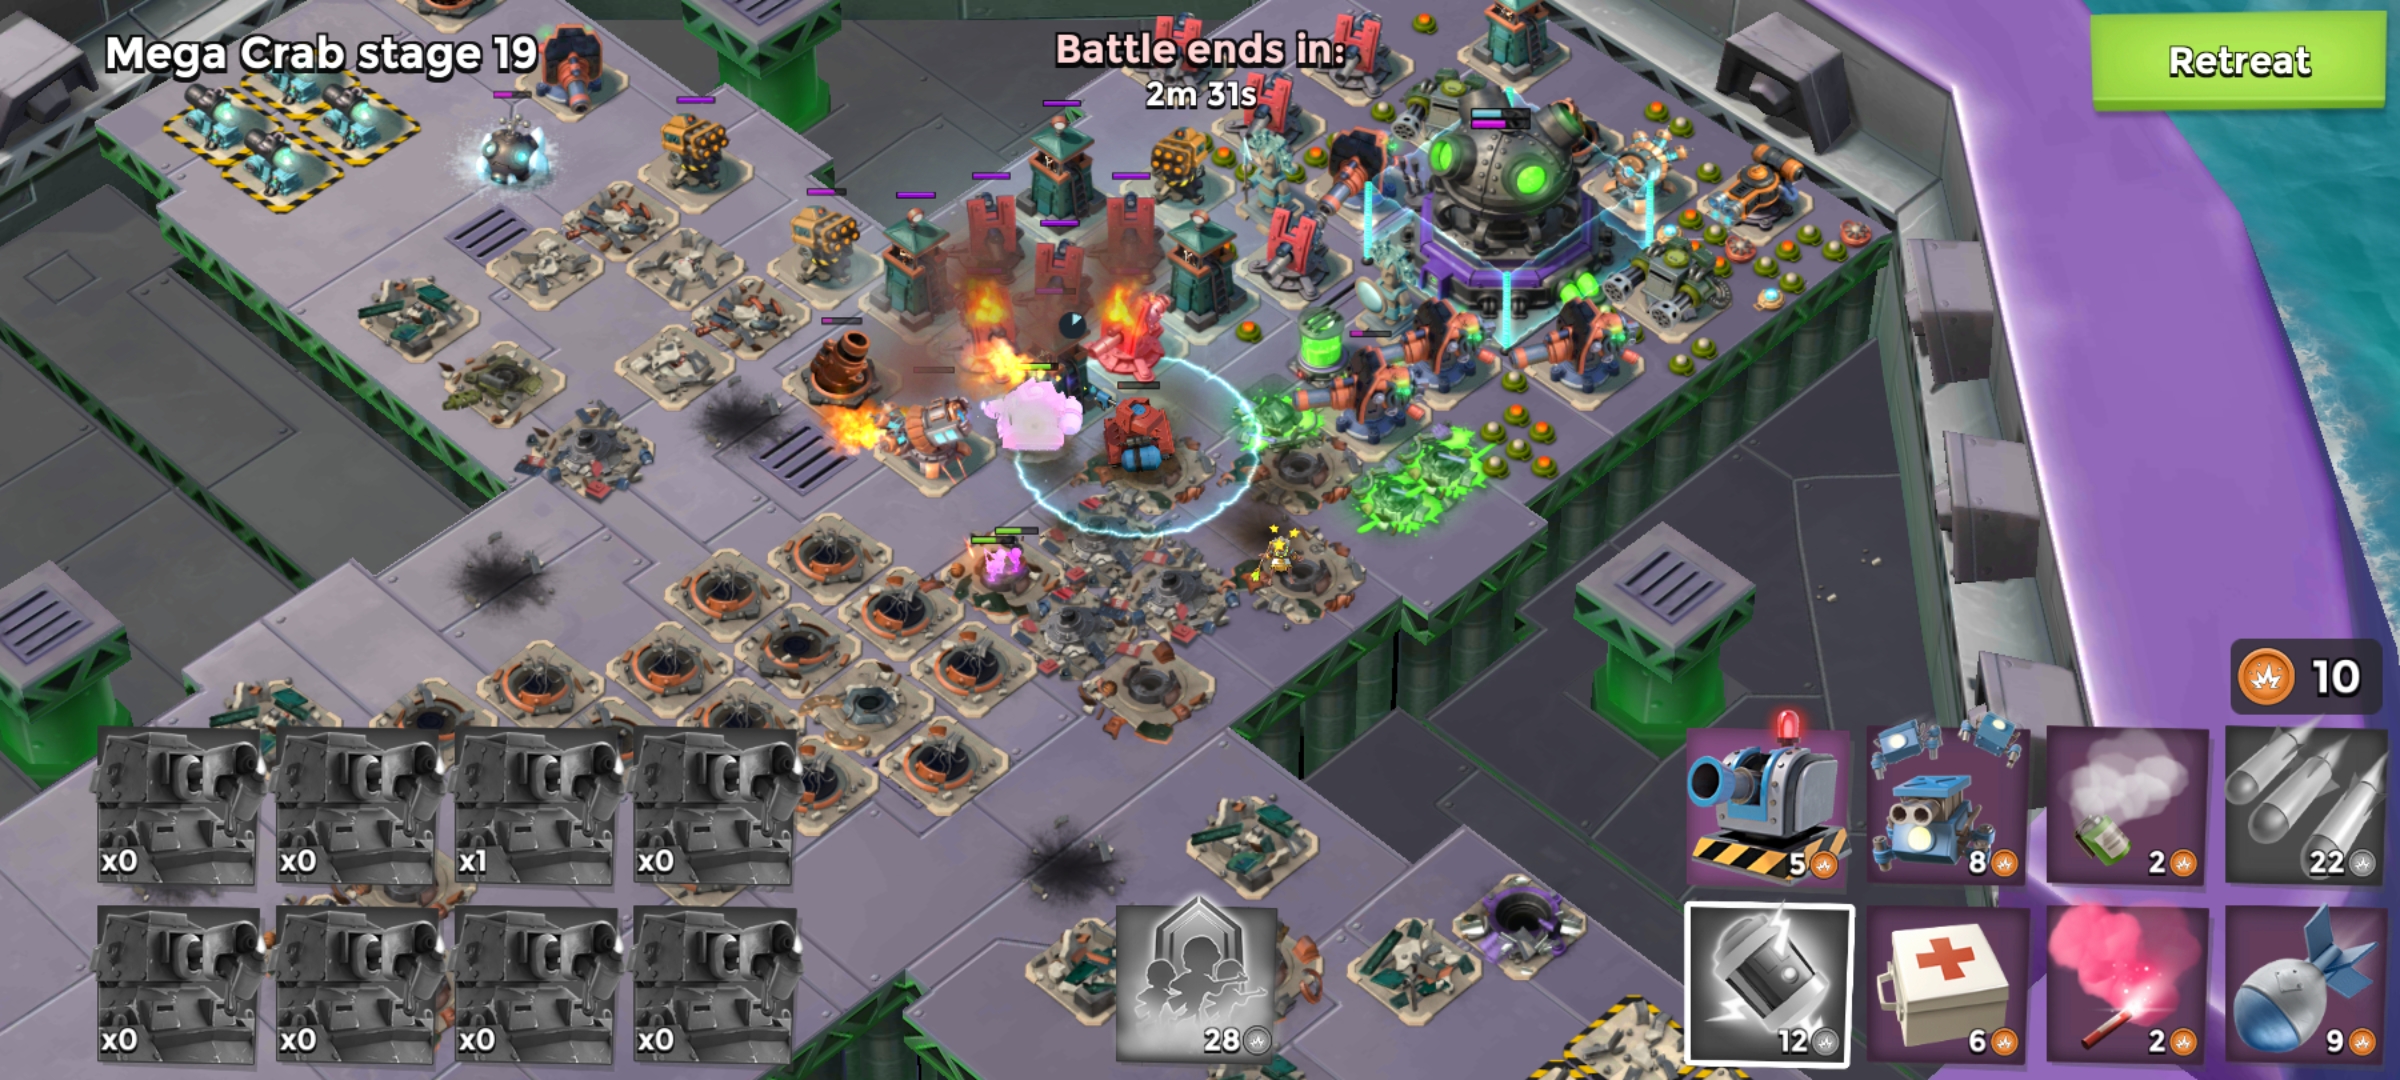 Mega Crab stage 19
Battle ends in:
2m 31s
Retreat
10
x0
x0
x1
x0
5
8
2
22
x0
x0
x0
x0
28
12
6
2
9